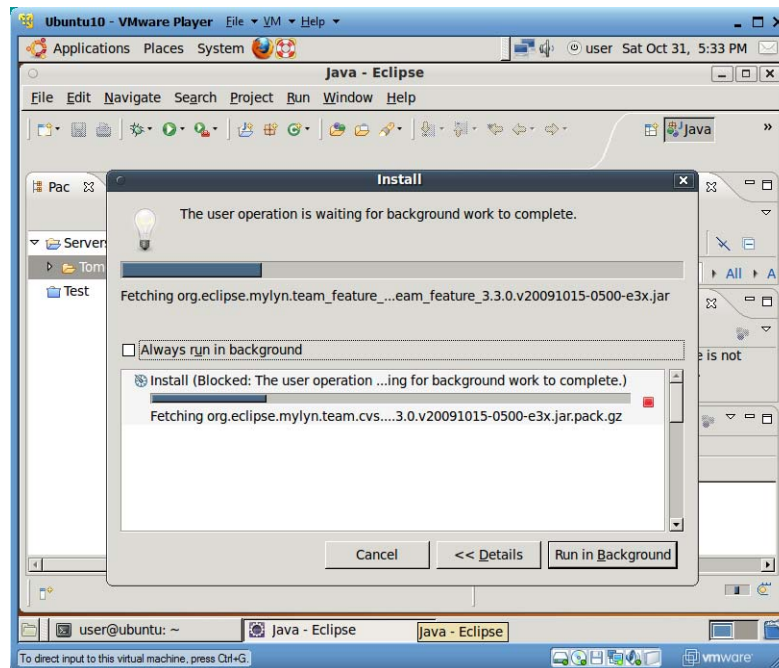 Ubuntu10 - VMware Player File VM Help
Applications Places System user Sat Oct 31, 5:33 PM
Java - Eclipse
File Edit Navigate Search Project Run Window Help
Java »
Pac
Install
The user operation is waiting for background work to complete.
Servers
Tom
Test
All A
Fetching org.eclipse.mylyn.team_feature_...eam_feature_3.3.0.v20091015-0500-e3x.jar
Always run in background
e is not
Install (Blocked: The user operation ...ing for background work to complete.)
Fetching org.eclipse.mylyn.team.cvs....3.0.v20091015-0500-e3x.jar.pack.gz
Cancel << Details Run in Background
user@ubuntu: ~ Java - Eclipse Java - Eclipse
To direct input to this virtual machine, press Ctrl+G. vmware